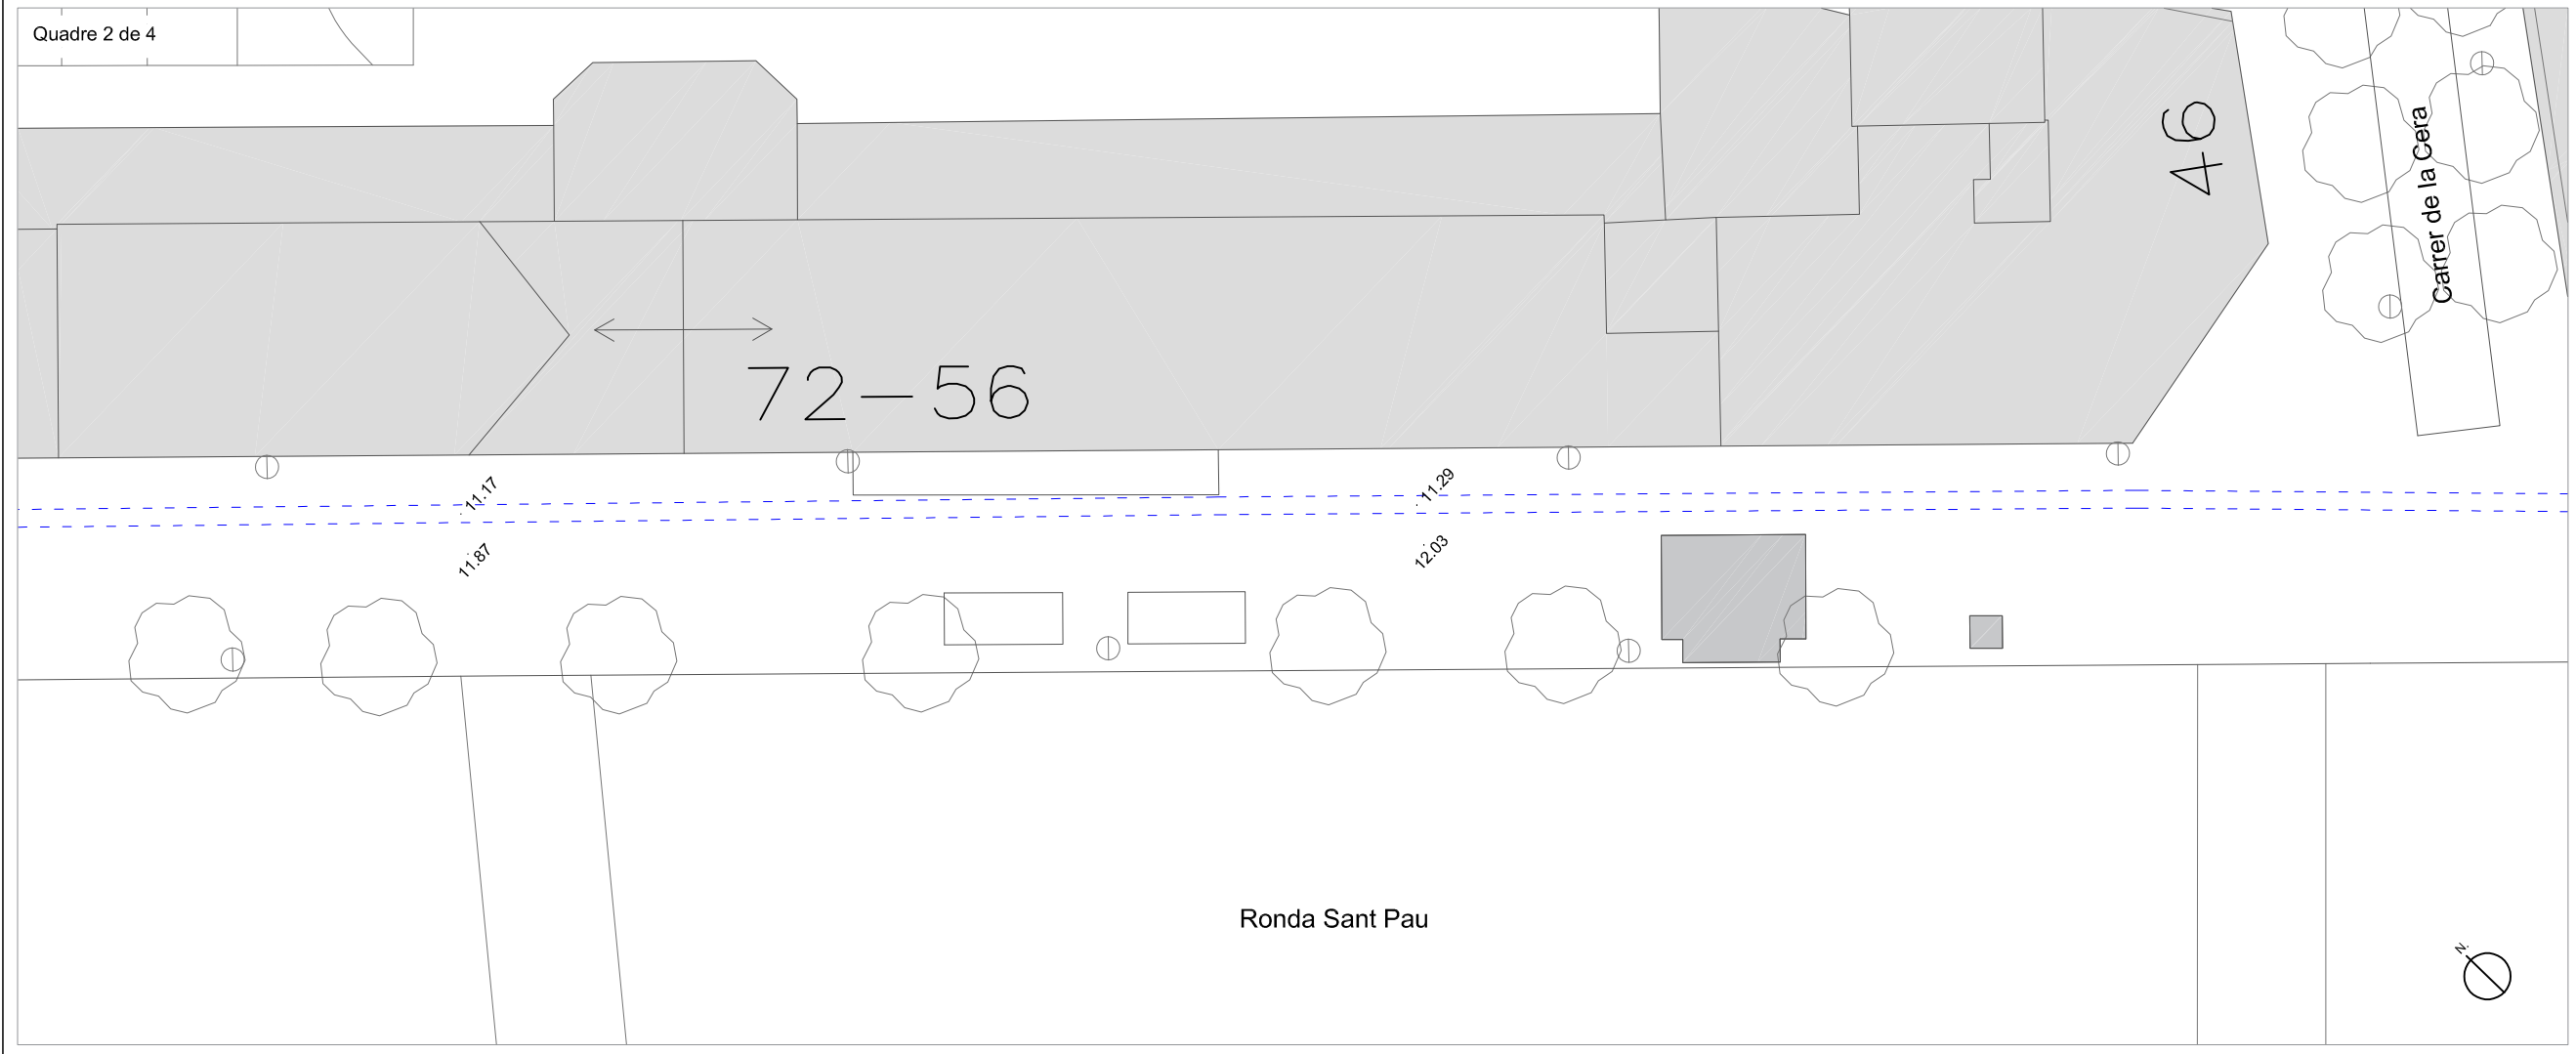 Quadre 2 de 4
46
Carrer de la Cera
72-56
11.17
11.29
11.87
12.03
Ronda Sant Pau
N.